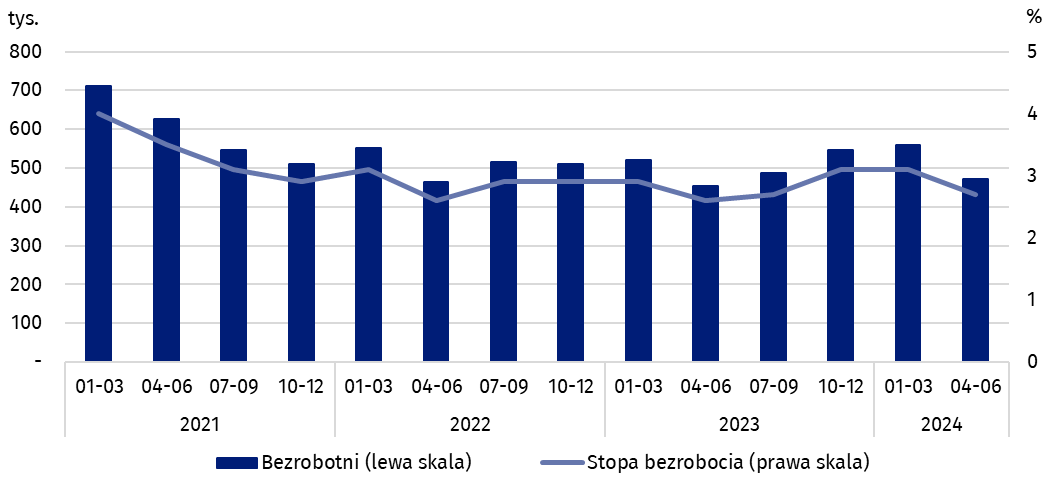 tys. %
800 5
700
600 4
500
400 3
300 2
200
100 1
- 0
01-03 04-06 07-09 10-12 01-03 04-06 07-09 10-12 01-03 04-06 07-09 10-12 01-03 04-06
2021 2022 2023 2024
Bezrobotni (lewa skala) Stopa bezrobocia (prawa skala)